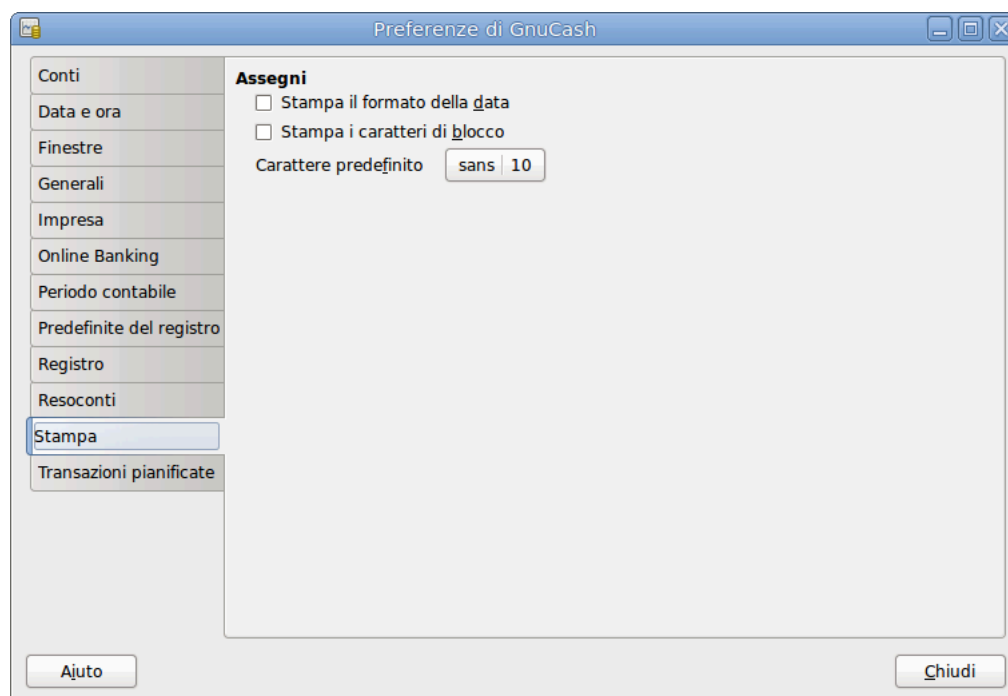 Preferenze di GnuCash
Conti
Data e ora
Finestre
Generali
Impresa
Online Banking
Periodo contabile
Predefinite del registro
Registro
Resoconti
Stampa
Transazioni pianificate
Assegni
Stampa il formato della data
Stampa i caratteri di blocco
Carattere predefinito sans 10
Aiuto
Chiudi